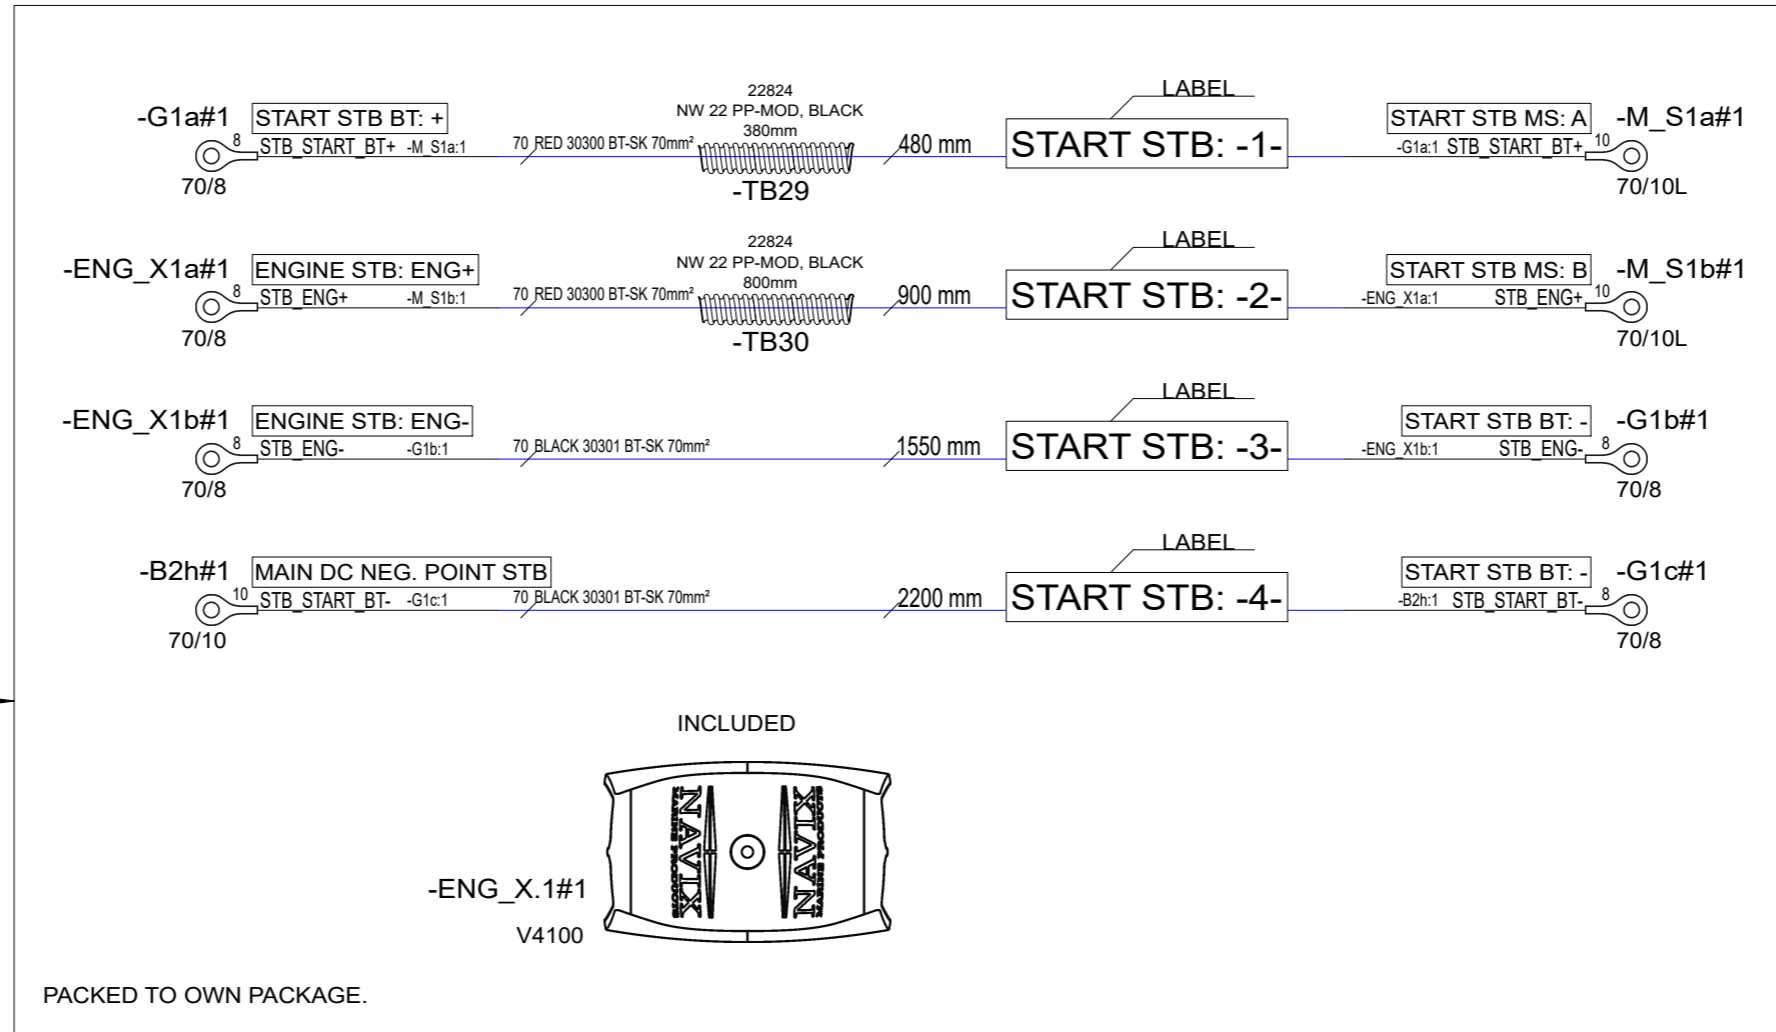 LABEL
22824
NW 22 PP-MOD, BLACK
380mm
-G1a#1 START STB BT: + START STB MS: A -M_S1a#1
8 STB_START_BT+ -M_S1a:1 70 RED 30300 BT-SK 70mm² 480 mm START STB: -1- -G1a:1 STB_START_BT+ 10
70/8 -TB29 70/10L
LABEL
22824
NW 22 PP-MOD, BLACK
800mm
-ENG_X1a#1 ENGINE STB: ENG+ START STB MS: B -M_S1b#1
8 STB_ENG+ -M_S1b:1 70 RED 30300 BT-SK 70mm² 900 mm START STB: -2- -ENG_X1a:1 STB_ENG+ 10
70/8 -TB30 70/10L
LABEL
-ENG_X1b#1 ENGINE STB: ENG- START STB BT: - -G1b#1
8 STB_ENG- -G1b:1 70 BLACK 30301 BT-SK 70mm² 1550 mm START STB: -3- -ENG_X1b:1 STB_ENG- 8
70/8 70/8
LABEL
-B2h#1 MAIN DC NEG. POINT STB START STB BT: - -G1c#1
10 STB_START_BT- -G1c:1 70 BLACK 30301 BT-SK 70mm² 2200 mm START STB: -4- -B2h:1 STB_START_BT- 8
70/10 70/8
INCLUDED
NAVIX
MARINE PRODUCTS
NAVIX
MARINE PRODUCTS
-ENG_X.1#1
V4100
PACKED TO OWN PACKAGE.